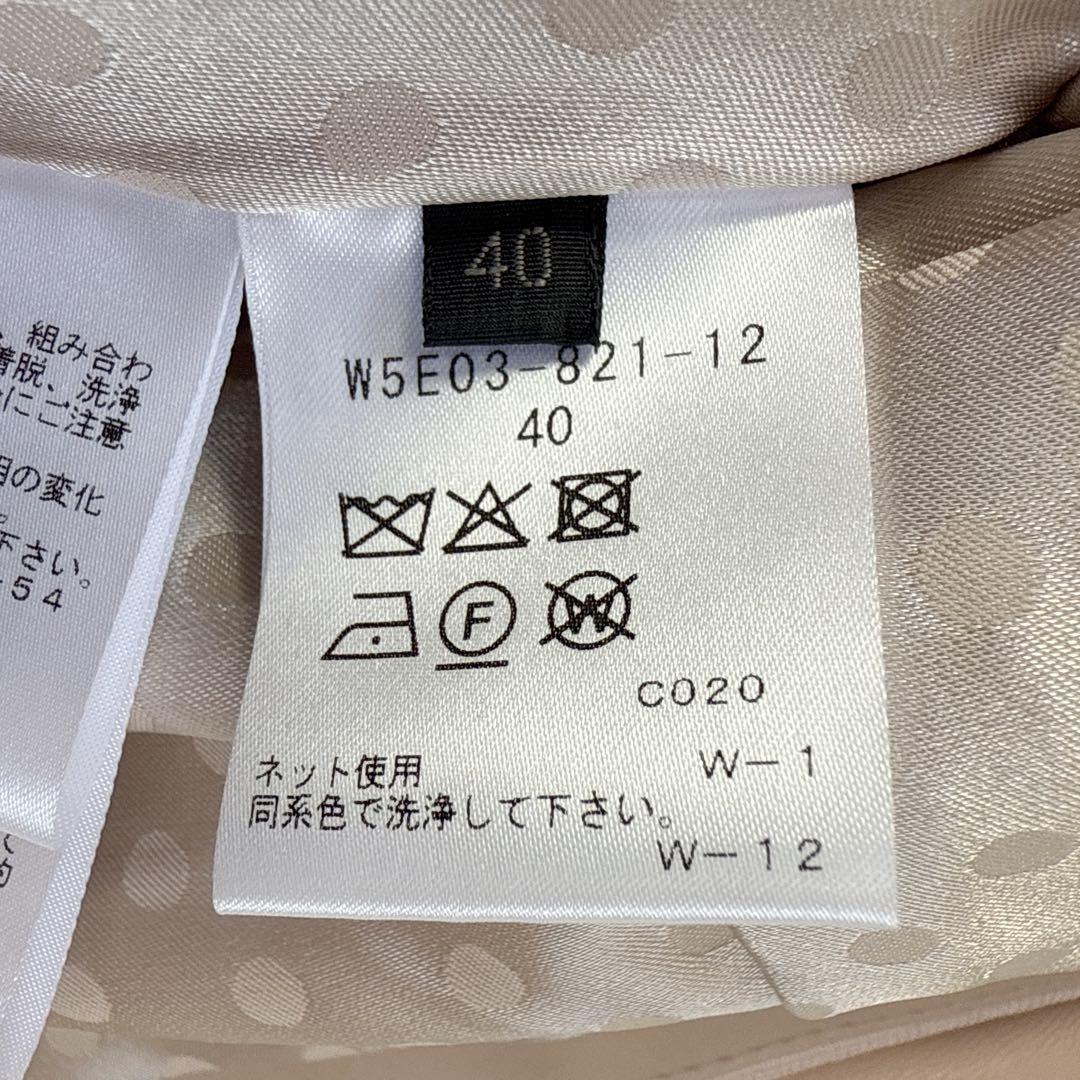 組み合わ
着脱、洗浄
にご注意
の変化
下さい。
54
40
W5E03-821-12
40
F
W
C020
ネット使用
W-1
同系色で洗浄して下さい。
W-12